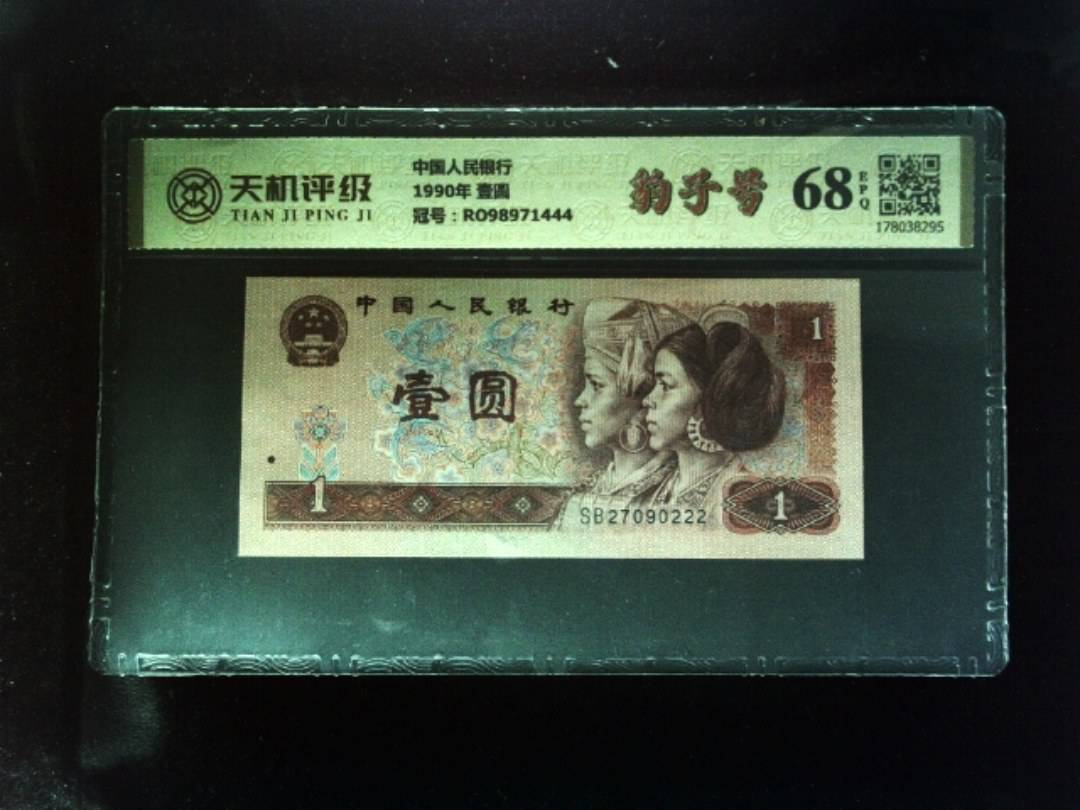 天机评级
TIAN JI PING JI
中国人民银行
1990年 壹圆
冠号：RO98971444
豹子号
68
EPQ
178038295
中国人民银行
1
壹圆
1
SB27090222
1